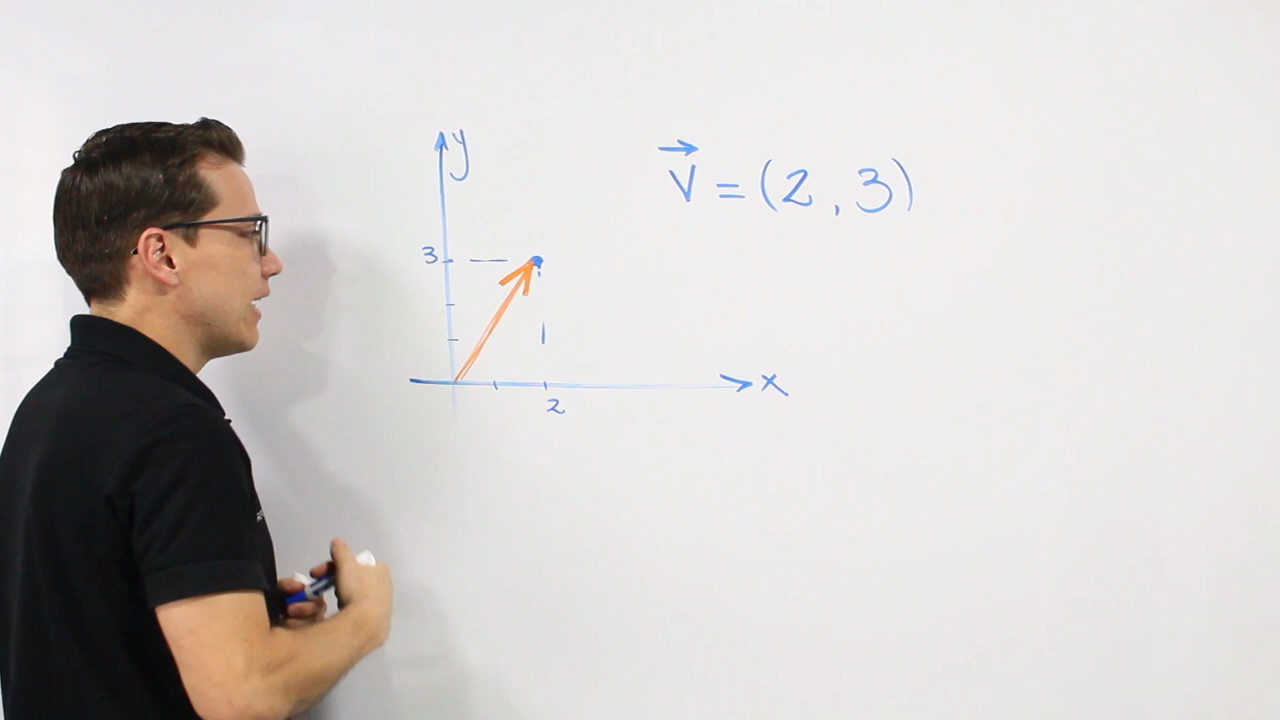 y
V = (2, 3)
3
x
2